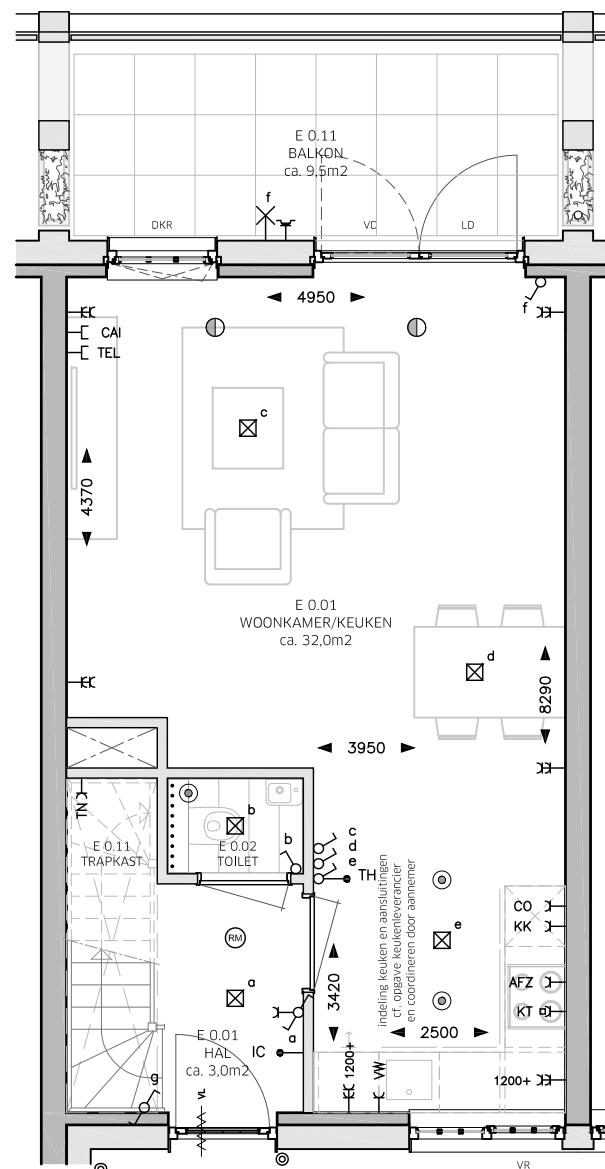 E 0.11
BALKON
ca. 9,5m2
f
DKR
VD
LD
4950
f
CAI
TEL
c
4370
E 0.01
WOONKAMER/KEUKEN
ca. 32,0m2
d
8290
3950
TN
b
E 0.11
TRAPKAST
E 0.02
TOILET
b
c
d
e
TH
indeling keuken en aansluitingen
cf. opgave keukenleverancier
en coordineren door aannemer
CO
KK
RM
e
a
AFZ
KT
3420
2500
E 0.01
HAL
ca. 3,0m2
a
IC
1200+
VW
1200+
g
VL
VR